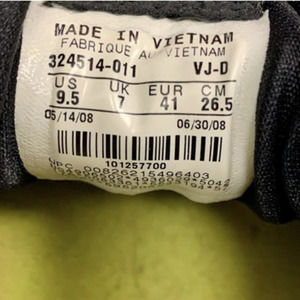 MADE IN VIETNAM
FABRIQUE AU VIETNAM
324514-011 VJ-D
US UK EUR CM
9.5 7 41 26.5
05/14/08 06/30/08
101257700
UPC 00826215496403